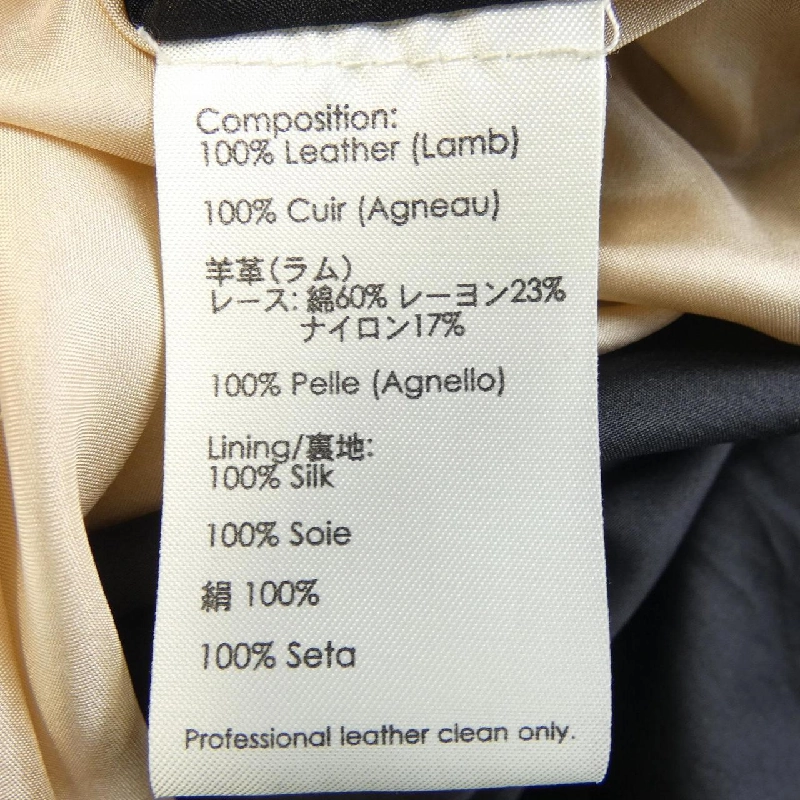 Composition:
100% Leather (Lamb)
100% Cuir (Agneau)
羊革(ラム)
レース: 綿60% レーヨン23%
ナイロン17%
100% Pelle (Agnello)
Lining/裏地:
100% Silk
100% Soie
絹 100%
100% Seta
Professional leather clean only.